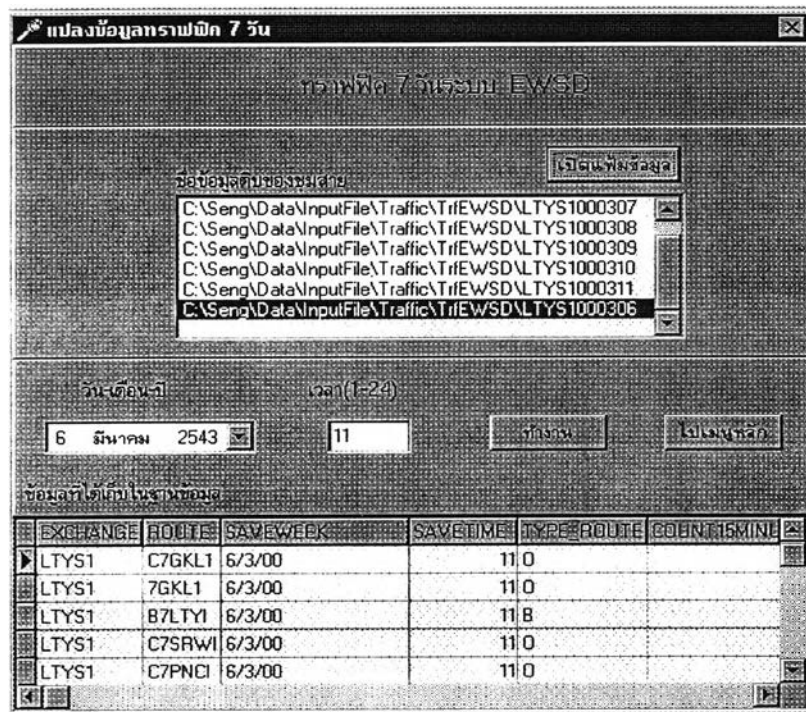 แปลงข้อมูลทราฟฟิค 7 วัน
ทราฟฟิค 7 วันระบบ EWSD
เปิดแฟ้มข้อมูล
ชื่อข้อมูลดิบของชุมสาย
C:\Seng\Data\InputFile\Traffic\TrfEWSD\LTYS1000307
C:\Seng\Data\InputFile\Traffic\TrfEWSD\LTYS1000308
C:\Seng\Data\InputFile\Traffic\TrfEWSD\LTYS1000309
C:\Seng\Data\InputFile\Traffic\TrfEWSD\LTYS1000310
C:\Seng\Data\InputFile\Traffic\TrfEWSD\LTYS1000311
C:\Seng\Data\InputFile\Traffic\TrfEWSD\LTYS1000306
วัน-เดือน-ปี เวลา(1-24)
6 มีนาคม 2543 11 ทำงาน ไปเมนูหลัก
ข้อมูลที่ได้เก็บในฐานข้อมูล
EXCHANGE ROUTE SAVEWEEK SAVETIME TYPE_ROUTE COUNT15MINU
LTYS1 C7GKL1 6/3/00 11 O
LTYS1 7GKL1 6/3/00 11 O
LTYS1 B7LTYI 6/3/00 11 B
LTYS1 C7SRWI 6/3/00 11 O
LTYS1 C7PNCI 6/3/00 11 O